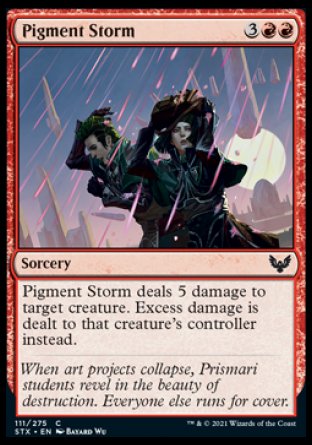 Pigment Storm 3
Sorcery
Pigment Storm deals 5 damage to
target creature. Excess damage is
dealt to that creature's controller
instead.
When art projects collapse, Prismari
students revel in the beauty of
destruction. Everyone else runs for cover.
111/275 C
STX • EN Bayard Wu
™ & © 2021 Wizards of the Coast